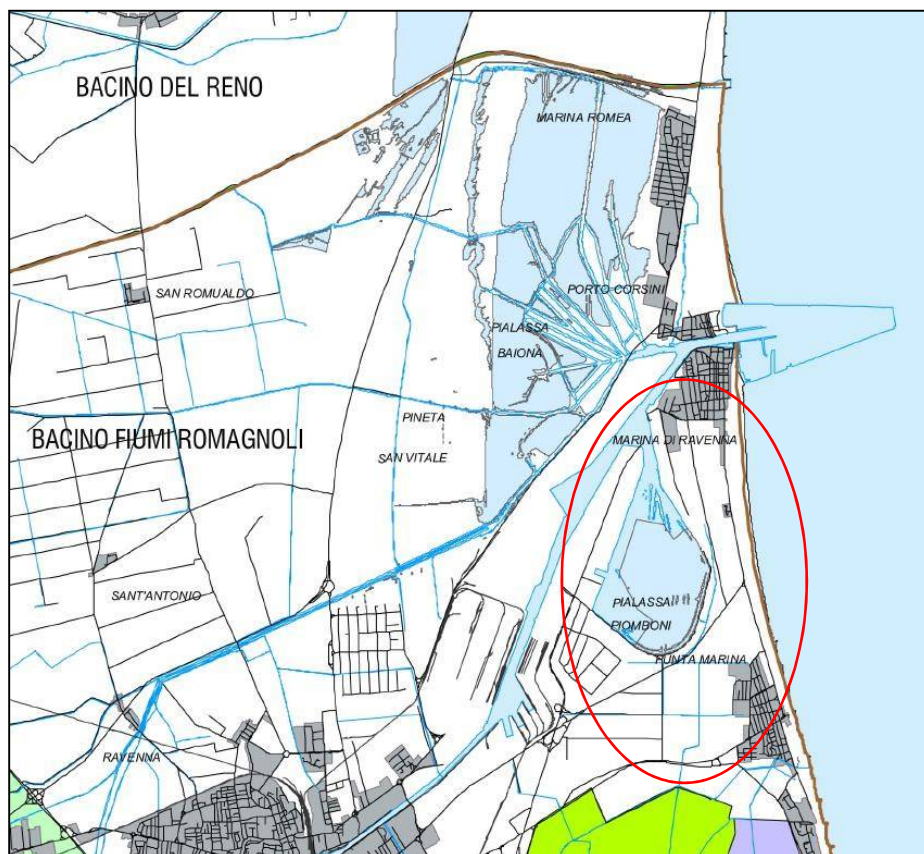 BACINO DEL RENO
MARINA ROMEA
SAN ROMUALDO
PORTO CORSINI
PIALASSA
BAIONA
PINETA
BACINO FIUMI ROMAGNOLI
MARINA DI RAVENNA
SAN VITALE
SANT'ANTONIO
PIALASSA
PIOMBONI
PUNTA MARINA
RAVENNA